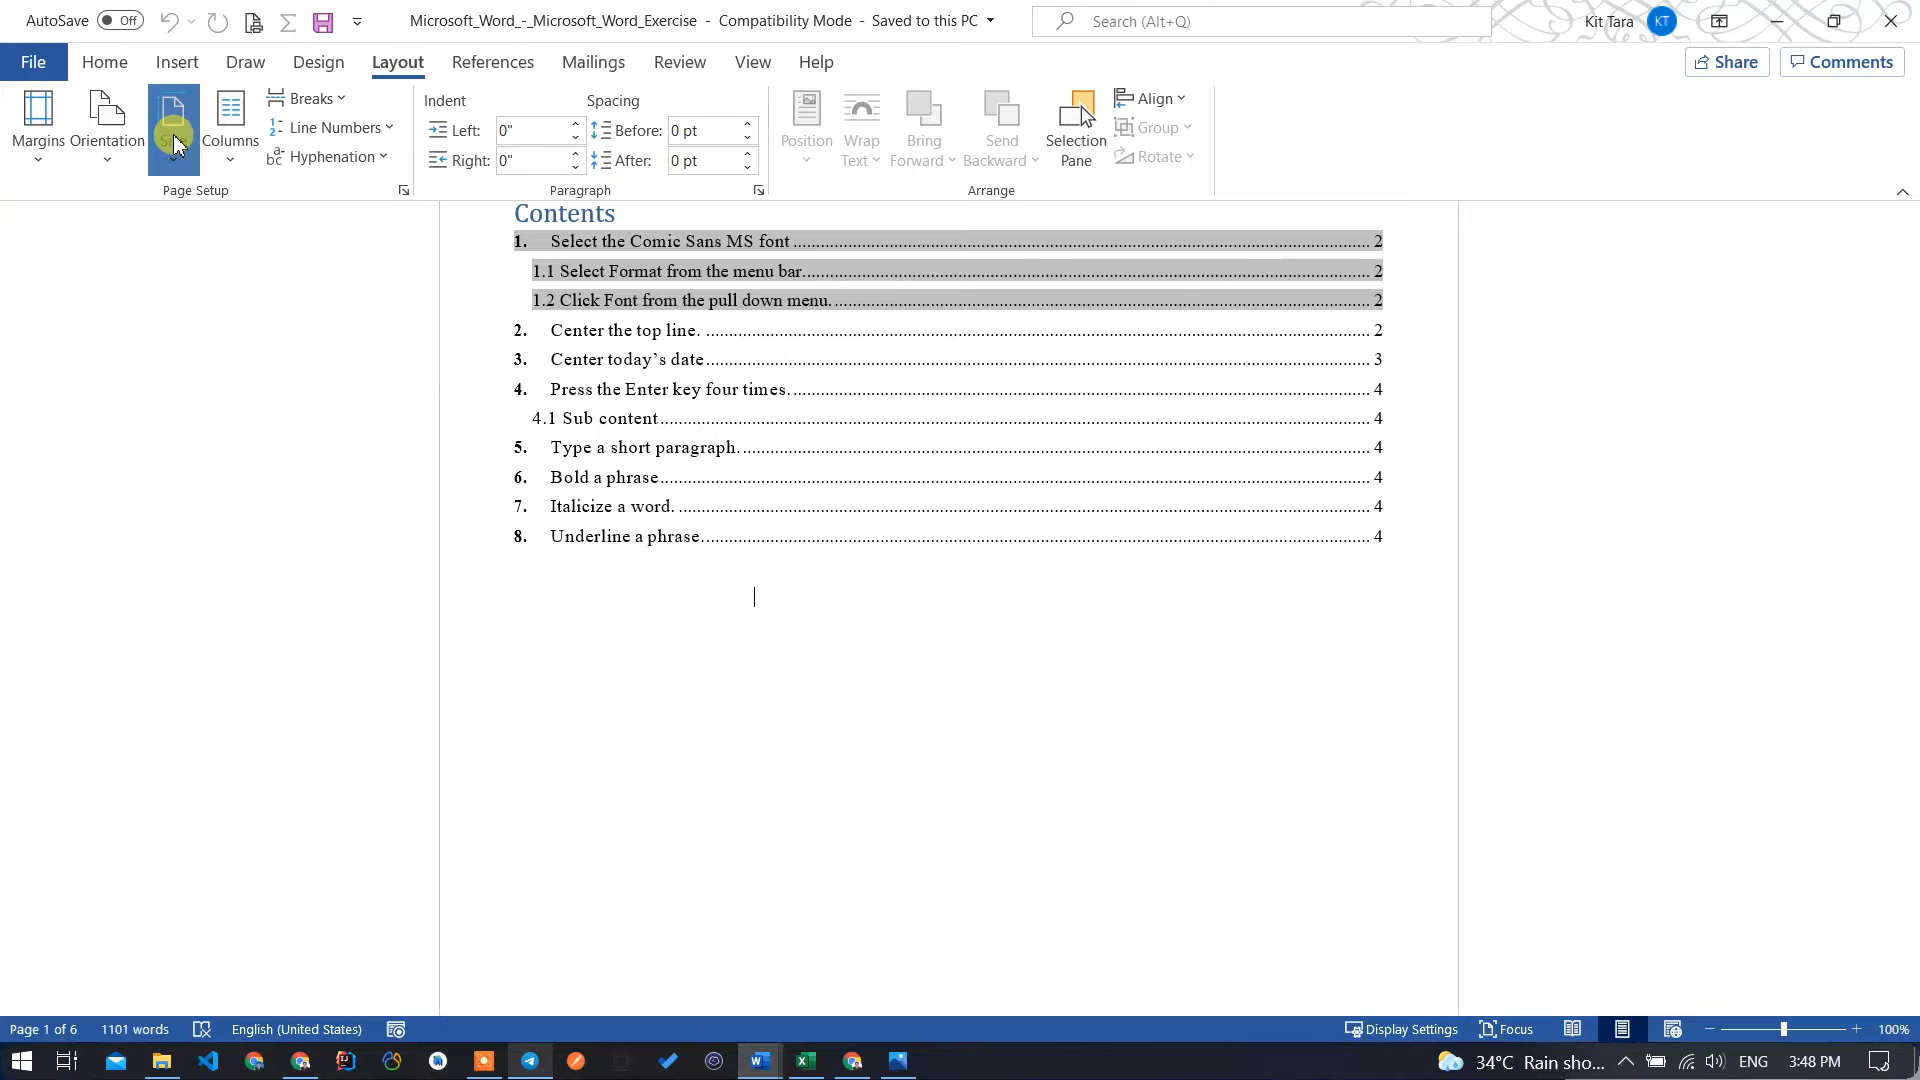 AutoSave Off Microsoft_Word_-_Microsoft_Word_Exercise - Compatibility Mode - Saved to this PC Search (Alt+Q) Kit Tara KT
File Home Insert Draw Design Layout References Mailings Review View Help Share Comments
Margins Orientation Columns
Breaks
Line Numbers
Hyphenation
Page Setup
Indent Spacing
Left: 0" Before: 0 pt
Right: 0" After: 0 pt
Paragraph
Position Wrap Text Bring Forward Send Backward Selection Pane
Align
Group
Rotate
Arrange
Contents
1. Select the Comic Sans MS font 2
1.1 Select Format from the menu bar. 2
1.2 Click Font from the pull down menu. 2
2. Center the top line. 2
3. Center today’s date 3
4. Press the Enter key four times. 4
4.1 Sub content 4
5. Type a short paragraph. 4
6. Bold a phrase 4
7. Italicize a word. 4
8. Underline a phrase. 4
Page 1 of 6 1101 words English (United States) Display Settings Focus 100%
34°C Rain sho... ENG 3:48 PM